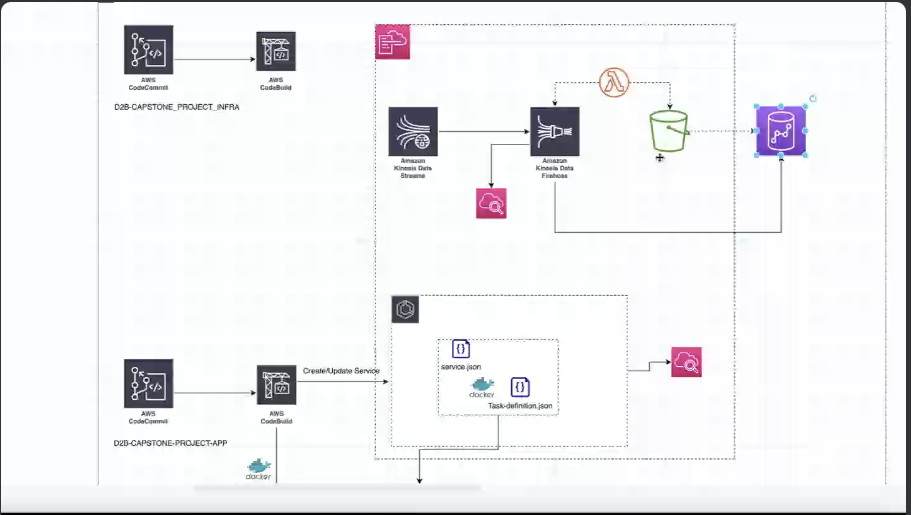 AWS
CodeCommit
AWS
CodeBuild
D2B-CAPSTONE_PROJECT_INFRA
Amazon
Kinesis Data
Streams
Amazon
Kinesis Data
Firehose
service.json
docker
Task-definition.json
Create/Update Service
AWS
CodeCommit
AWS
CodeBuild
D2B-CAPSTONE-PROJECT-APP
docker